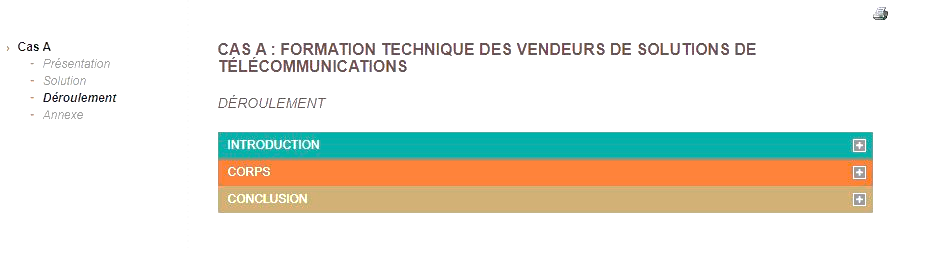 Cas A
Présentation
Solution
Déroulement
Annexe
CAS A : FORMATION TECHNIQUE DES VENDEURS DE SOLUTIONS DE
TÉLÉCOMMUNICATIONS
DÉROULEMENT
INTRODUCTION
CORPS
CONCLUSION